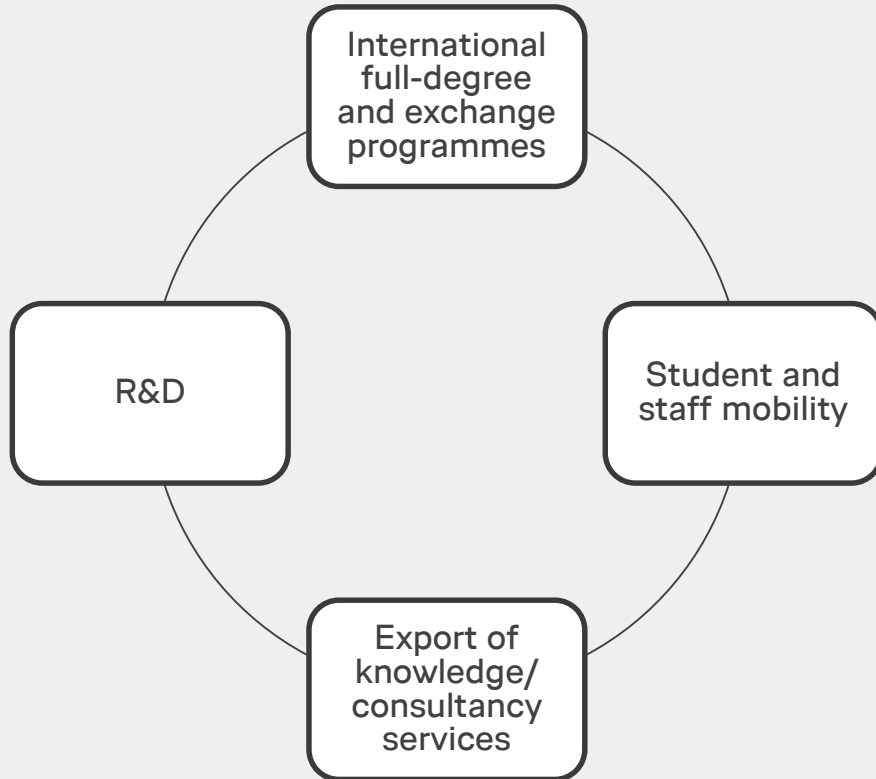 International
full-degree
and exchange
programmes
R&D
Student and
staff mobility
Export of
knowledge/
consultancy
services